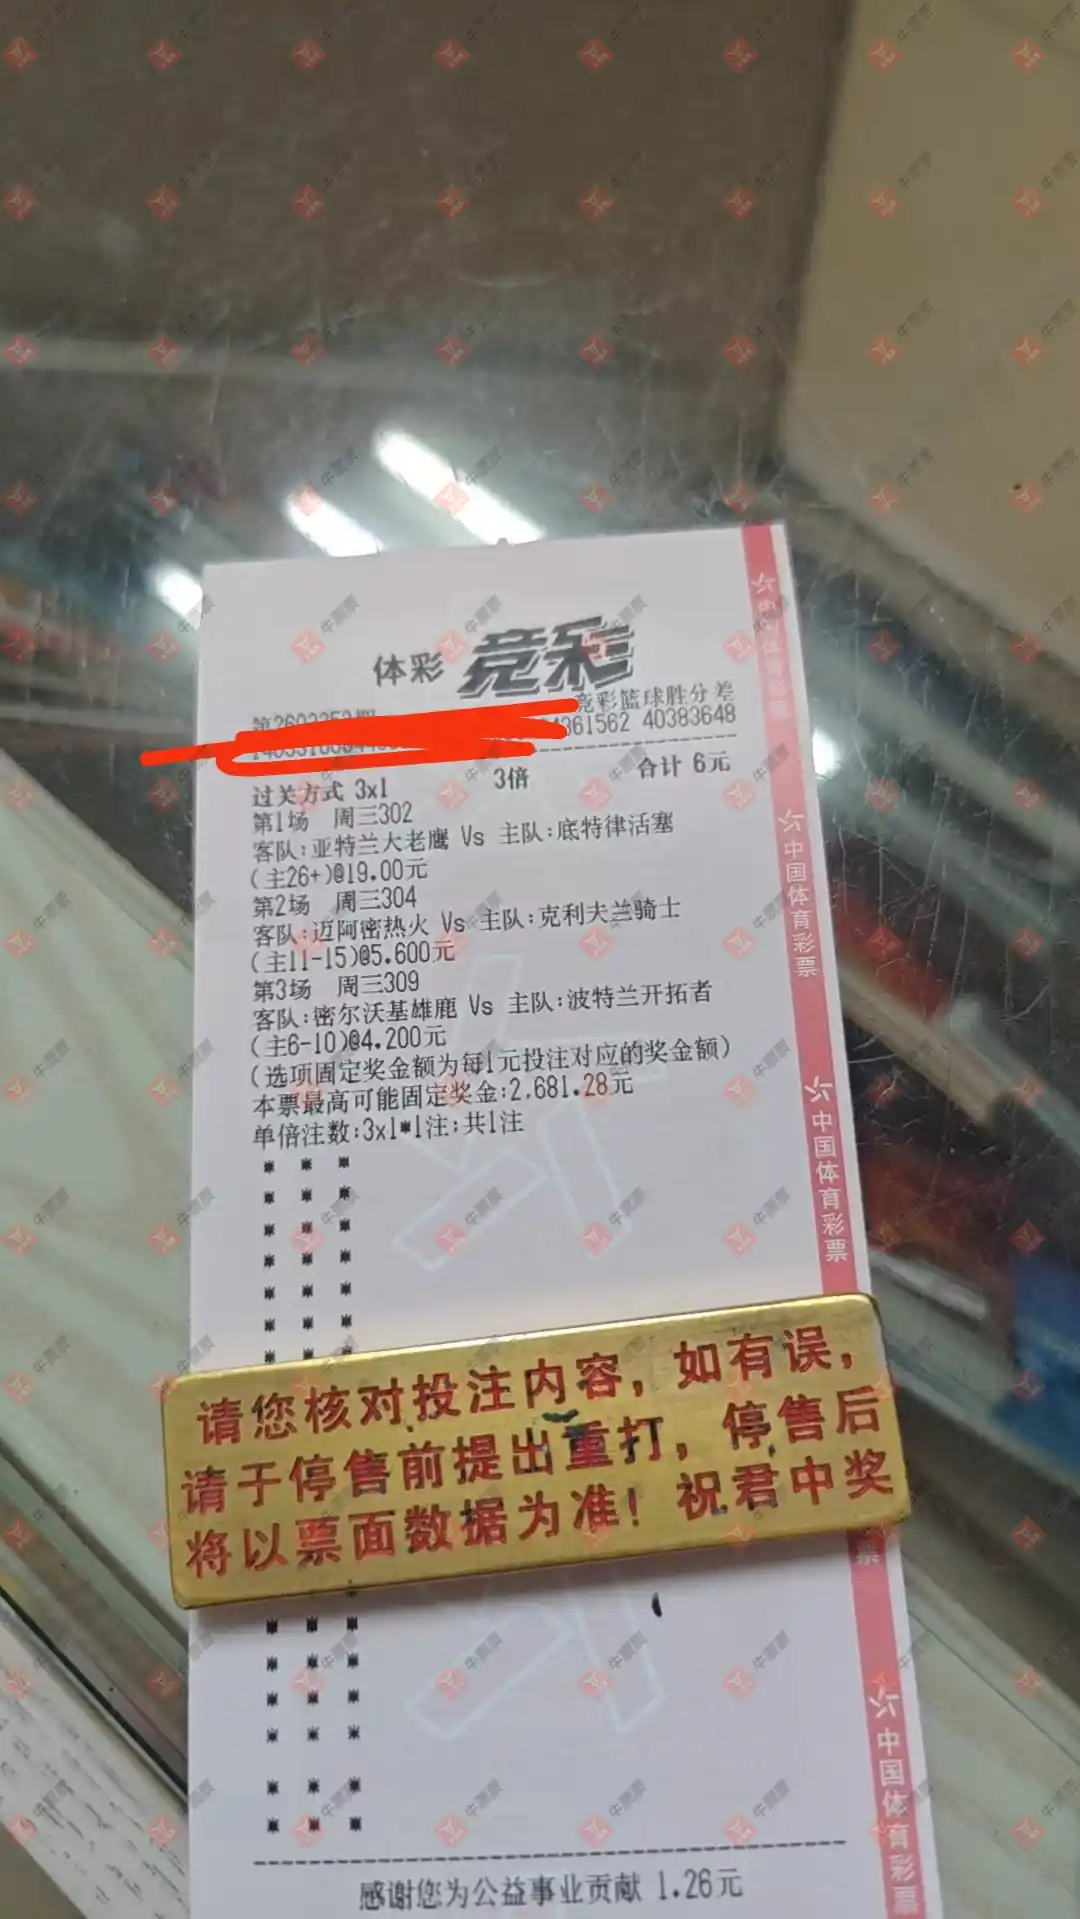 体彩 竞彩
竞彩篮球胜分差
361562 40383648
过关方式 3x1 3倍 合计 6元
第1场 周三302
客队:亚特兰大老鹰 Vs 主队:底特律活塞
(主26+)@19.00元
第2场 周三304
客队:迈阿密热火 Vs 主队:克利夫兰骑士
(主11-15)@5.600元
第3场 周三309
客队:密尔沃基雄鹿 Vs 主队:波特兰开拓者
(主6-10)@4.200元
(选项固定奖金额为每1元投注对应的奖金额)
本票最高可能固定奖金:2,681.28元
单倍注数:3x1*1注;共1注
请您核对投注内容，如有误，
请于停售前提出重打，停售后
将以票面数据为准！祝君中奖
感谢您为公益事业贡献 1.26元
中国体育彩票
中国体育彩票
中国体育彩票
中国体育彩票
牛票票